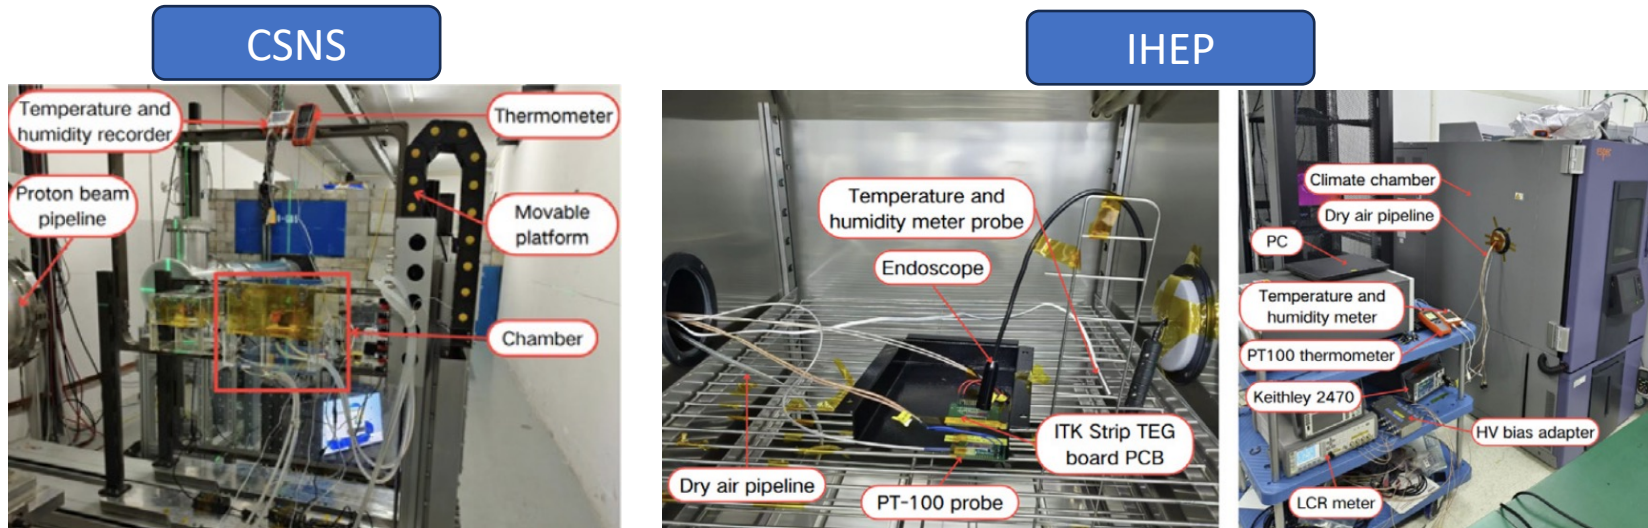 CSNS
IHEP
Temperature and
humidity recorder
Thermometer
Proton beam
pipeline
Movable
platform
Chamber
Temperature and
humidity meter probe
Endoscope
ITK Strip TEG
board PCB
Dry air pipeline
PT-100 probe
Climate chamber
Dry air pipeline
PC
Temperature and
humidity meter
PT100 thermometer
Keithley 2470
HV bias adapter
LCR meter
espec